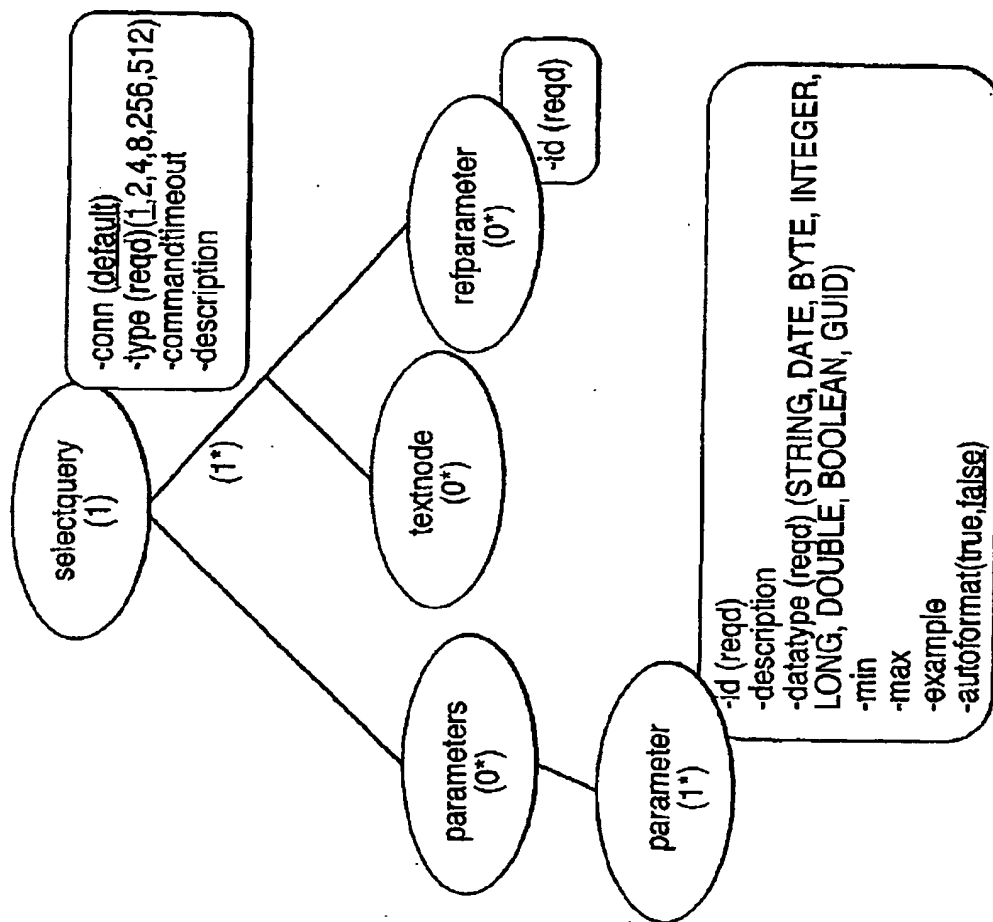 selectquery
(1)
-conn (default)
-type (reqd)(1,2,4,8,256,512)
-commandtimeout
-description
(1*)
parameters
(0*)
textnode
(0*)
refparameter
(0*)
-id (reqd)
parameter
(1*)
-id (reqd)
-description
-datatype (reqd) (STRING, DATE, BYTE, INTEGER,
LONG, DOUBLE, BOOLEAN, GUID)
-min
-max
-example
-autoformat(true,false)